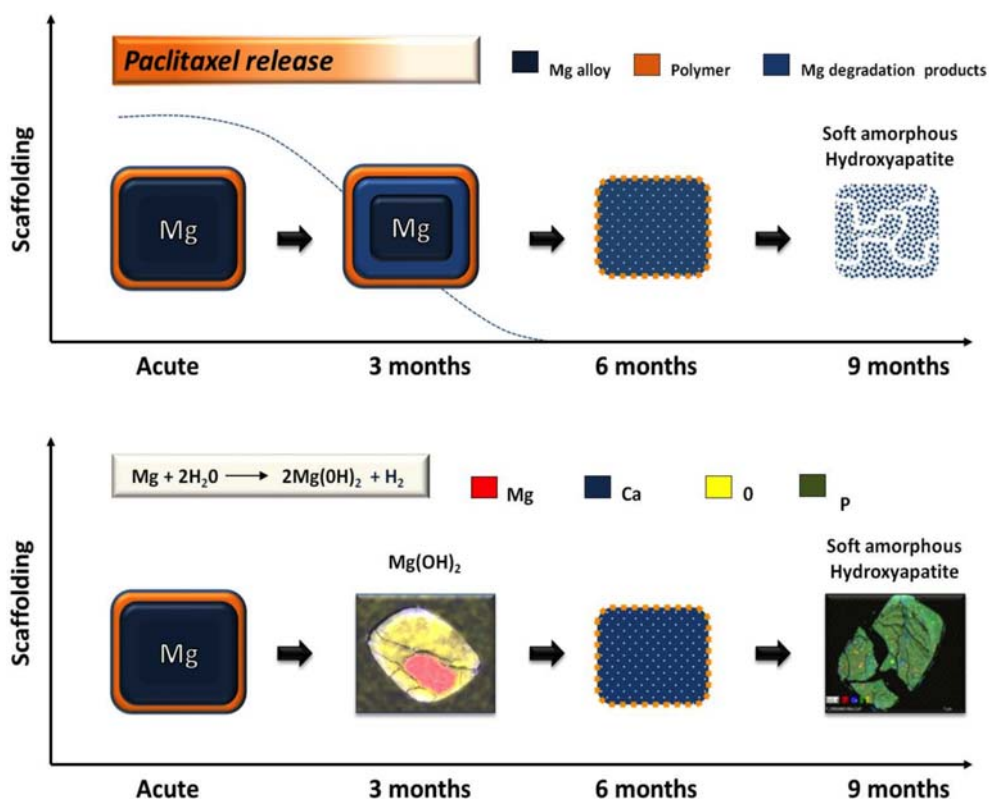 Paclitaxel release
Mg alloy Polymer Mg degradation products
Scaffolding
Soft amorphous
Hydroxyapatite
Mg Mg
Acute 3 months 6 months 9 months
Mg + 2H₂0 → 2Mg(0H)₂ + H₂
Mg Ca 0 P
Scaffolding
Mg(OH)₂
Soft amorphous
Hydroxyapatite
Mg
Acute 3 months 6 months 9 months